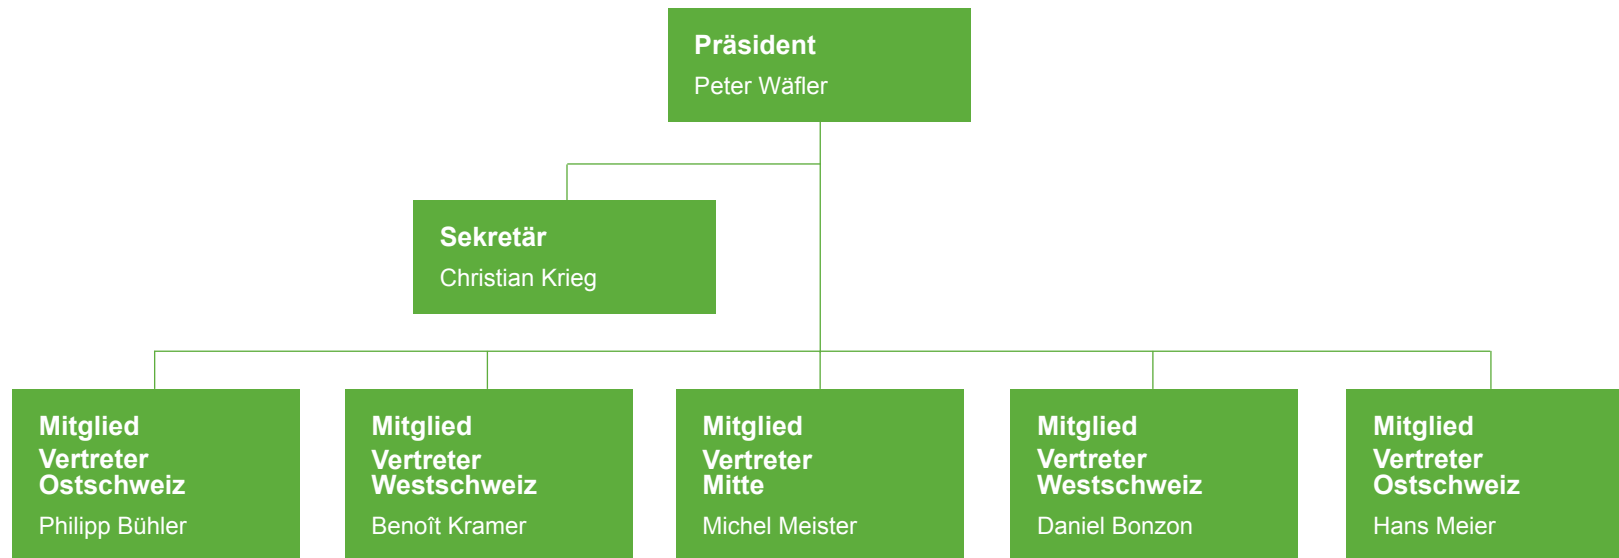 Präsident
Peter Wäfler
Sekretär
Christian Krieg
Mitglied
Vertreter
Ostschweiz
Philipp Bühler
Mitglied
Vertreter
Westschweiz
Benoît Kramer
Mitglied
Vertreter
Mitte
Michel Meister
Mitglied
Vertreter
Westschweiz
Daniel Bonzon
Mitglied
Vertreter
Ostschweiz
Hans Meier